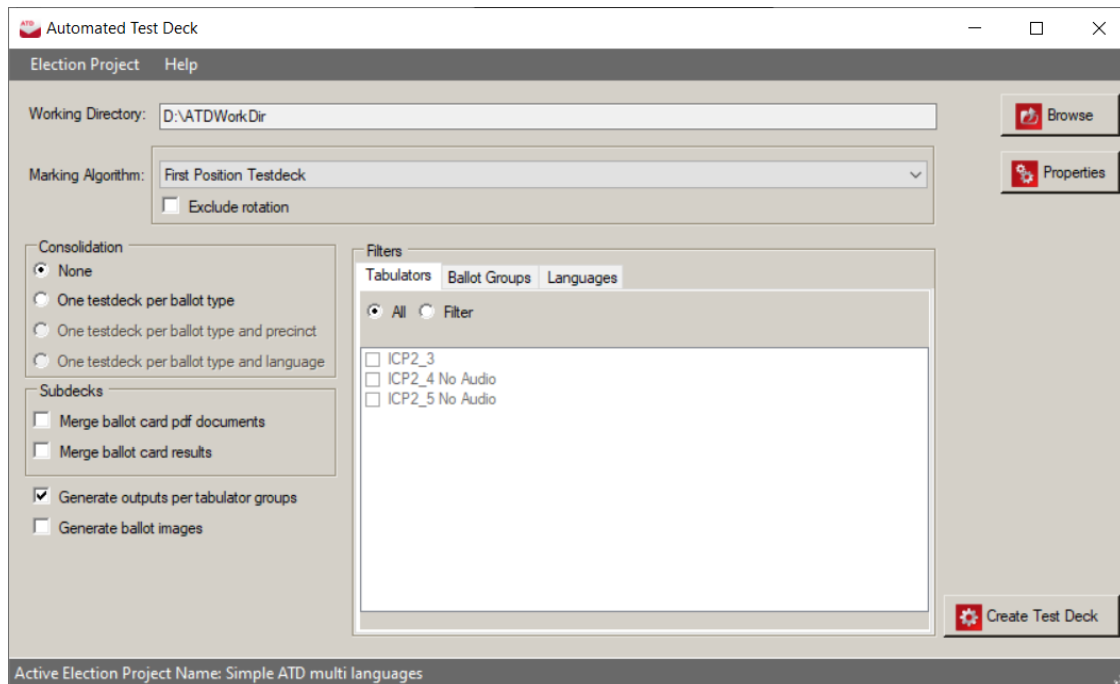 ATD
Automated Test Deck
Election Project Help
Working Directory: D:\ATDWorkDir
Browse
Marking Algorithm: First Position Testdeck
Properties
Exclude rotation
Consolidation
None
One testdeck per ballot type
One testdeck per ballot type and precinct
One testdeck per ballot type and language
Subdecks
Merge ballot card pdf documents
Merge ballot card results
Generate outputs per tabulator groups
Generate ballot images
Filters
Tabulators Ballot Groups Languages
All Filter
ICP2_3
ICP2_4 No Audio
ICP2_5 No Audio
Create Test Deck
Active Election Project Name: Simple ATD multi languages